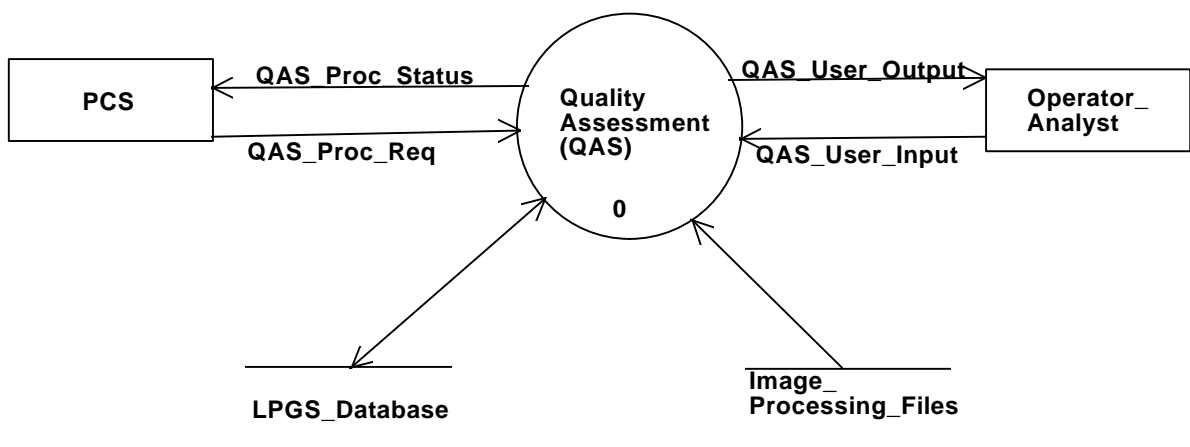 QAS_Proc_Status
QAS_User_Output
PCS
Quality
Assessment
(QAS)
Operator_
Analyst
QAS_Proc_Req
QAS_User_Input
0
LPGS_Database
Image_
Processing_Files